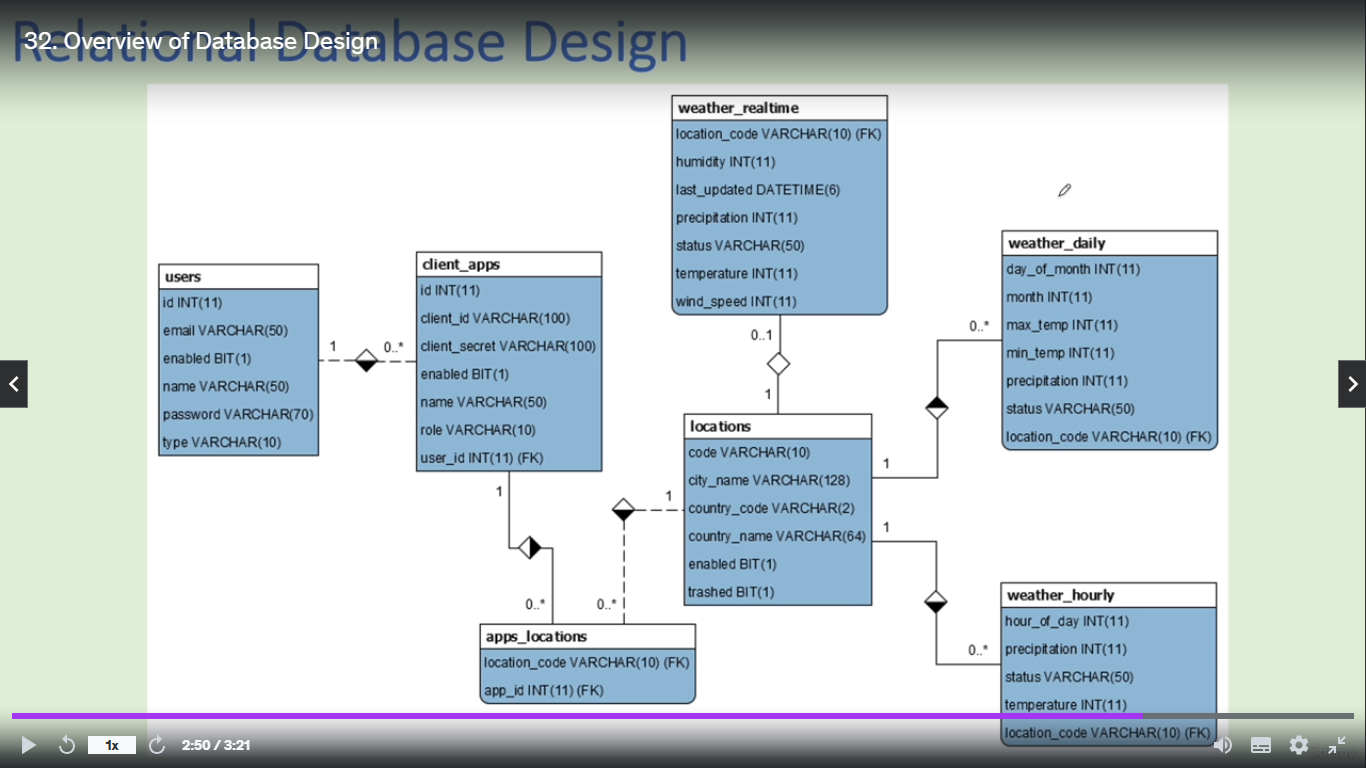 Relational Database Design
32. Overview of Database Design
weather_realtime
location_code VARCHAR(10) (FK)
humidity INT(11)
last_updated DATETIME(6)
precipitation INT(11)
status VARCHAR(50)
temperature INT(11)
wind_speed INT(11)
weather_daily
day_of_month INT(11)
month INT(11)
max_temp INT(11)
min_temp INT(11)
precipitation INT(11)
status VARCHAR(50)
location_code VARCHAR(10) (FK)
users
id INT(11)
email VARCHAR(50)
enabled BIT(1)
name VARCHAR(50)
password VARCHAR(70)
type VARCHAR(10)
1
0..*
client_apps
id INT(11)
client_id VARCHAR(100)
client_secret VARCHAR(100)
enabled BIT(1)
name VARCHAR(50)
role VARCHAR(10)
user_id INT(11) (FK)
0..1
1
0..*
1
locations
code VARCHAR(10)
city_name VARCHAR(128)
country_code VARCHAR(2)
country_name VARCHAR(64)
enabled BIT(1)
trashed BIT(1)
1
1
1
0..*
0..*
0..*
apps_locations
location_code VARCHAR(10) (FK)
app_id INT(11) (FK)
weather_hourly
hour_of_day INT(11)
precipitation INT(11)
status VARCHAR(50)
temperature INT(11)
location_code VARCHAR(10) (FK)
1x
2:50 / 3:21